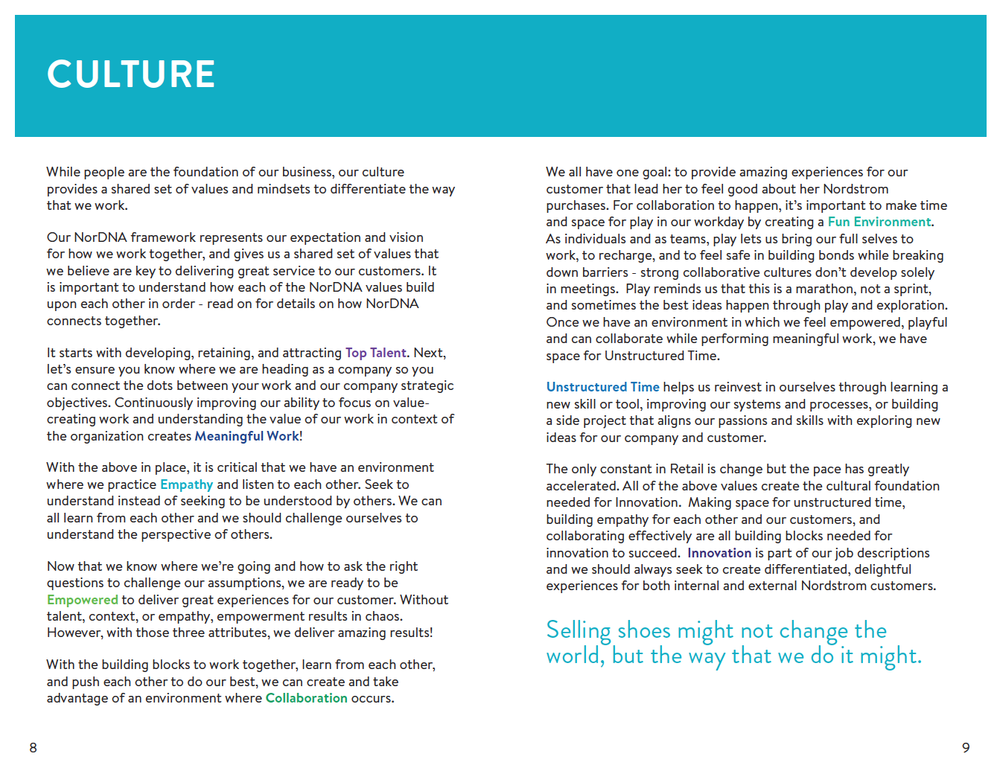 CULTURE
While people are the foundation of our business, our culture
provides a shared set of values and mindsets to differentiate the way
that we work.
Our NorDNA framework represents our expectation and vision
for how we work together, and gives us a shared set of values that
we believe are key to delivering great service to our customers. It
is important to understand how each of the NorDNA values build
upon each other in order - read on for details on how NorDNA
connects together.
It starts with developing, retaining, and attracting Top Talent. Next,
let’s ensure you know where we are heading as a company so you
can connect the dots between your work and our company strategic
objectives. Continuously improving our ability to focus on value-
creating work and understanding the value of our work in context of
the organization creates Meaningful Work!
With the above in place, it is critical that we have an environment
where we practice Empathy and listen to each other. Seek to
understand instead of seeking to be understood by others. We can
all learn from each other and we should challenge ourselves to
understand the perspective of others.
Now that we know where we’re going and how to ask the right
questions to challenge our assumptions, we are ready to be
Empowered to deliver great experiences for our customer. Without
talent, context, or empathy, empowerment results in chaos.
However, with those three attributes, we deliver amazing results!
With the building blocks to work together, learn from each other,
and push each other to do our best, we can create and take
advantage of an environment where Collaboration occurs.
8
We all have one goal: to provide amazing experiences for our
customer that lead her to feel good about her Nordstrom
purchases. For collaboration to happen, it’s important to make time
and space for play in our workday by creating a Fun Environment.
As individuals and as teams, play lets us bring our full selves to
work, to recharge, and to feel safe in building bonds while breaking
down barriers - strong collaborative cultures don’t develop solely
in meetings.  Play reminds us that this is a marathon, not a sprint,
and sometimes the best ideas happen through play and exploration.
Once we have an environment in which we feel empowered, playful
and can collaborate while performing meaningful work, we have
space for Unstructured Time.
Unstructured Time helps us reinvest in ourselves through learning a
new skill or tool, improving our systems and processes, or building
a side project that aligns our passions and skills with exploring new
ideas for our company and customer.
The only constant in Retail is change but the pace has greatly
accelerated. All of the above values create the cultural foundation
needed for Innovation.  Making space for unstructured time,
building empathy for each other and our customers, and
collaborating effectively are all building blocks needed for
innovation to succeed.  Innovation is part of our job descriptions
and we should always seek to create differentiated, delightful
experiences for both internal and external Nordstrom customers.
Selling shoes might not change the
world, but the way that we do it might.
9